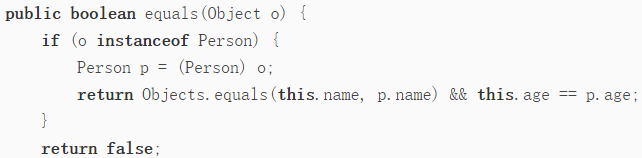 public boolean equals(Object o) {
    if (o instanceof Person) {
        Person p = (Person) o;
        return Objects.equals(this.name, p.name) && this.age == p.age;
    }
    return false;